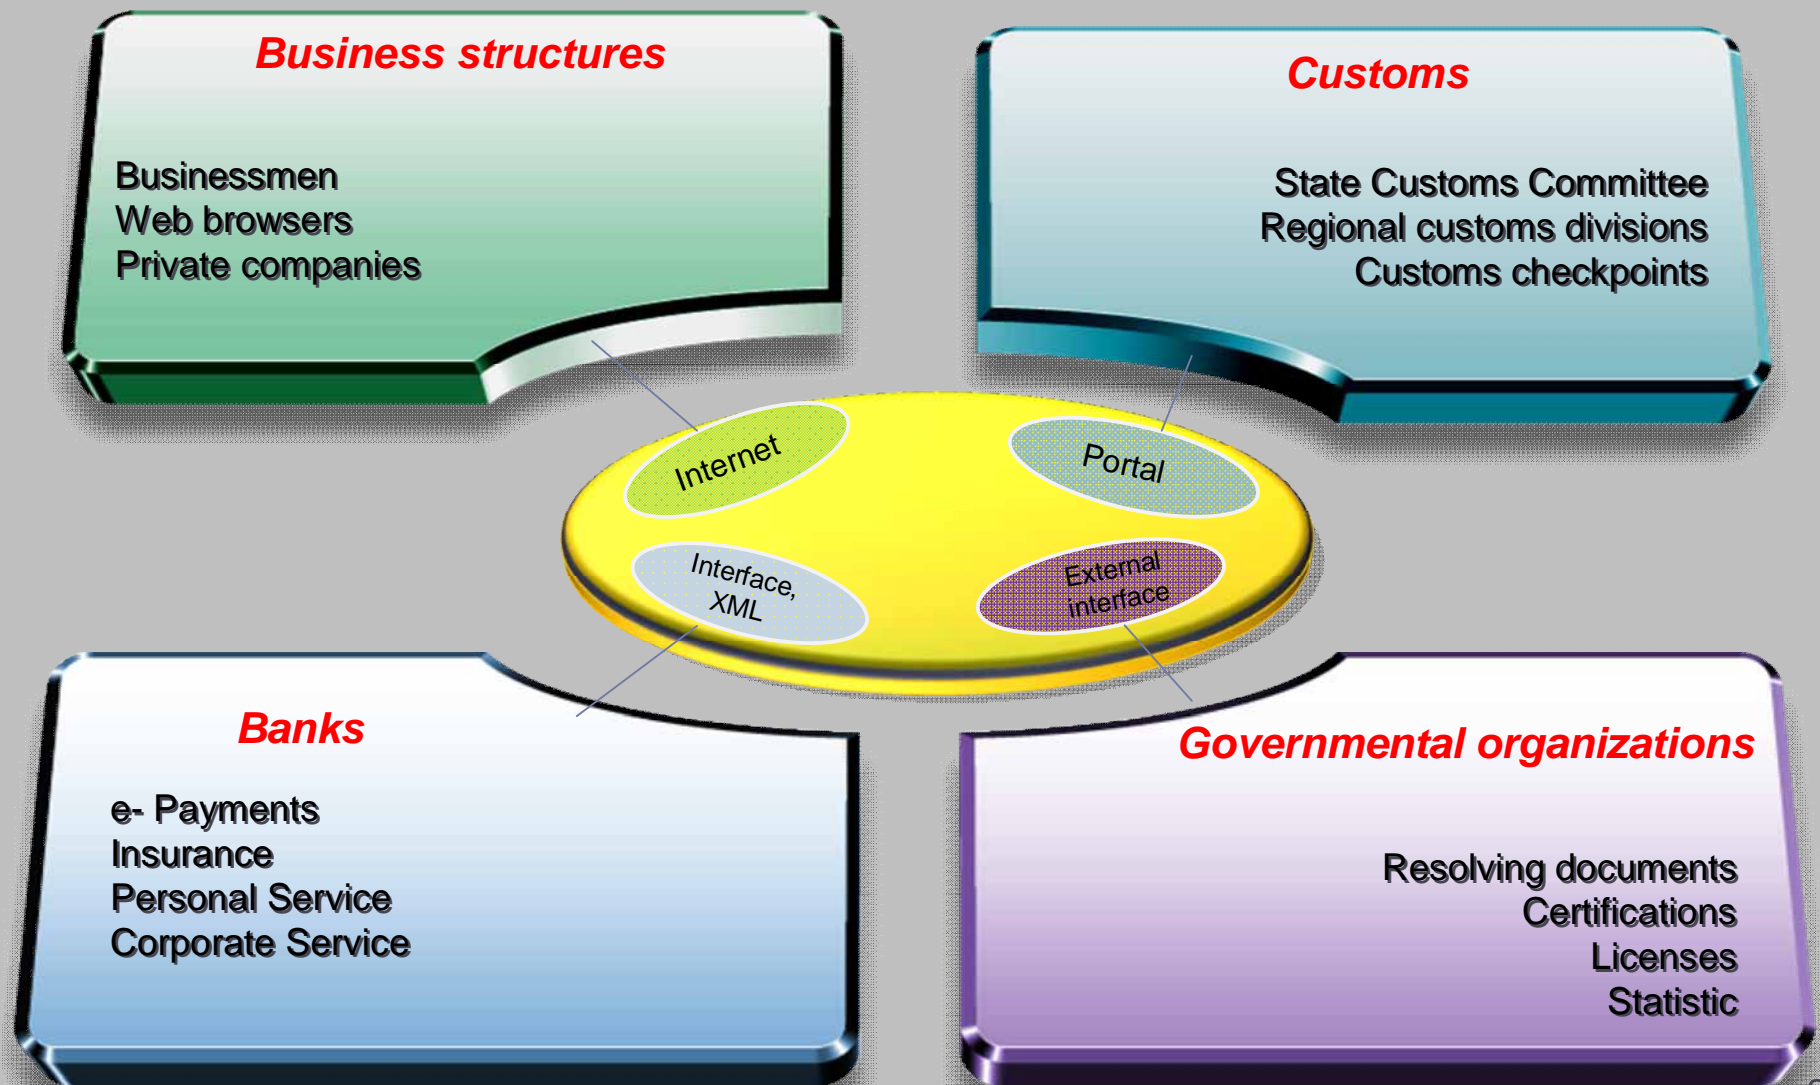 Business structures
Businessmen
Web browsers
Private companies
Customs
State Customs Committee
Regional customs divisions
Customs checkpoints
Internet
Portal
Interface,
XML
External
interface
Banks
e- Payments
Insurance
Personal Service
Corporate Service
Governmental organizations
Resolving documents
Certifications
Licenses
Statistic